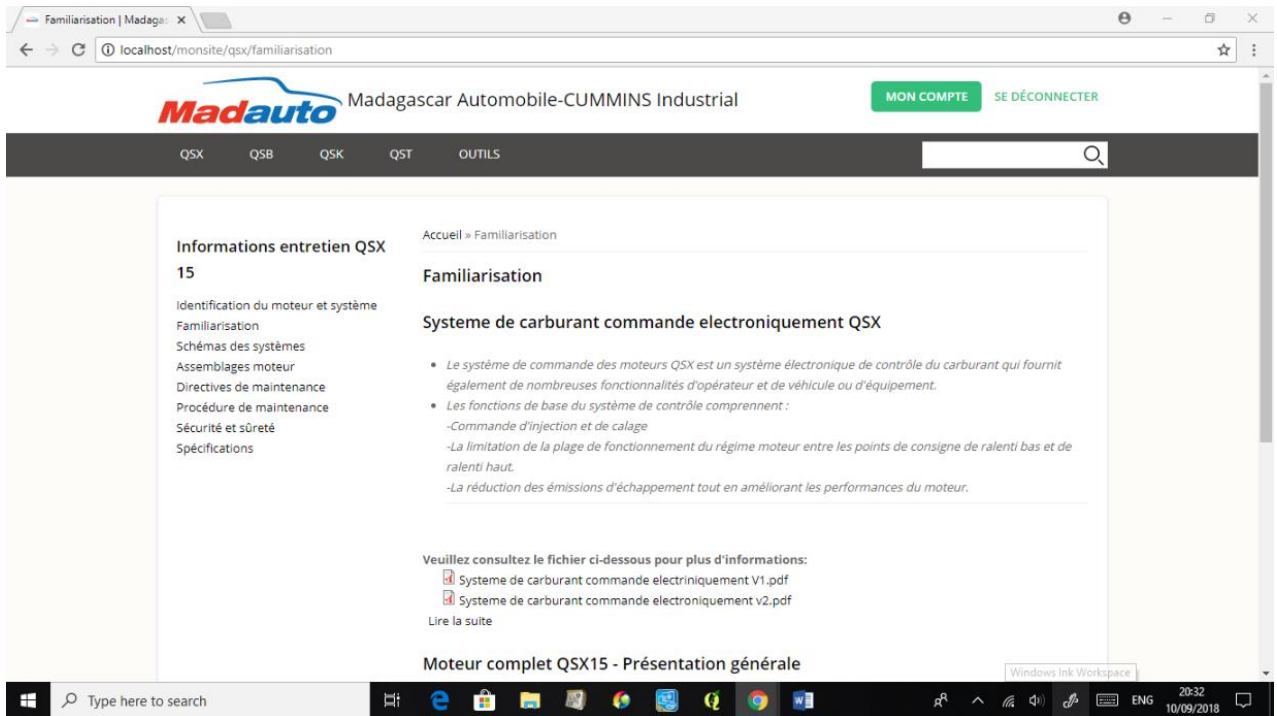 Familiarisation | Madaga
localhost/monsite/qsx/familiarisation
Madauto
Madagascar Automobile-CUMMINS Industrial
MON COMPTE
SE DÉCONNECTER
QSX QSB QSK QST OUTILS
Informations entretien QSX
15
Identification du moteur et système
Familiarisation
Schémas des systèmes
Assemblages moteur
Directives de maintenance
Procédure de maintenance
Sécurité et sûreté
Spécifications
Accueil » Familiarisation
Familiarisation
Systeme de carburant commande electroniquement QSX
• Le système de commande des moteurs QSX est un système électronique de contrôle du carburant qui fournit
également de nombreuses fonctionnalités d'opérateur et de véhicule ou d'équipement.
• Les fonctions de base du système de contrôle comprennent :
-Commande d'injection et de calage
-La limitation de la plage de fonctionnement du régime moteur entre les points de consigne de ralenti bas et de
ralenti haut.
-La réduction des émissions d'échappement tout en améliorant les performances du moteur.
Veuillez consultez le fichier ci-dessous pour plus d'informations:
Systeme de carburant commande electriniquement V1.pdf
Systeme de carburant commande electroniquement v2.pdf
Lire la suite
Moteur complet QSX15 - Présentation générale
Windows Ink Workspace
Type here to search
ENG
20:32
10/09/2018